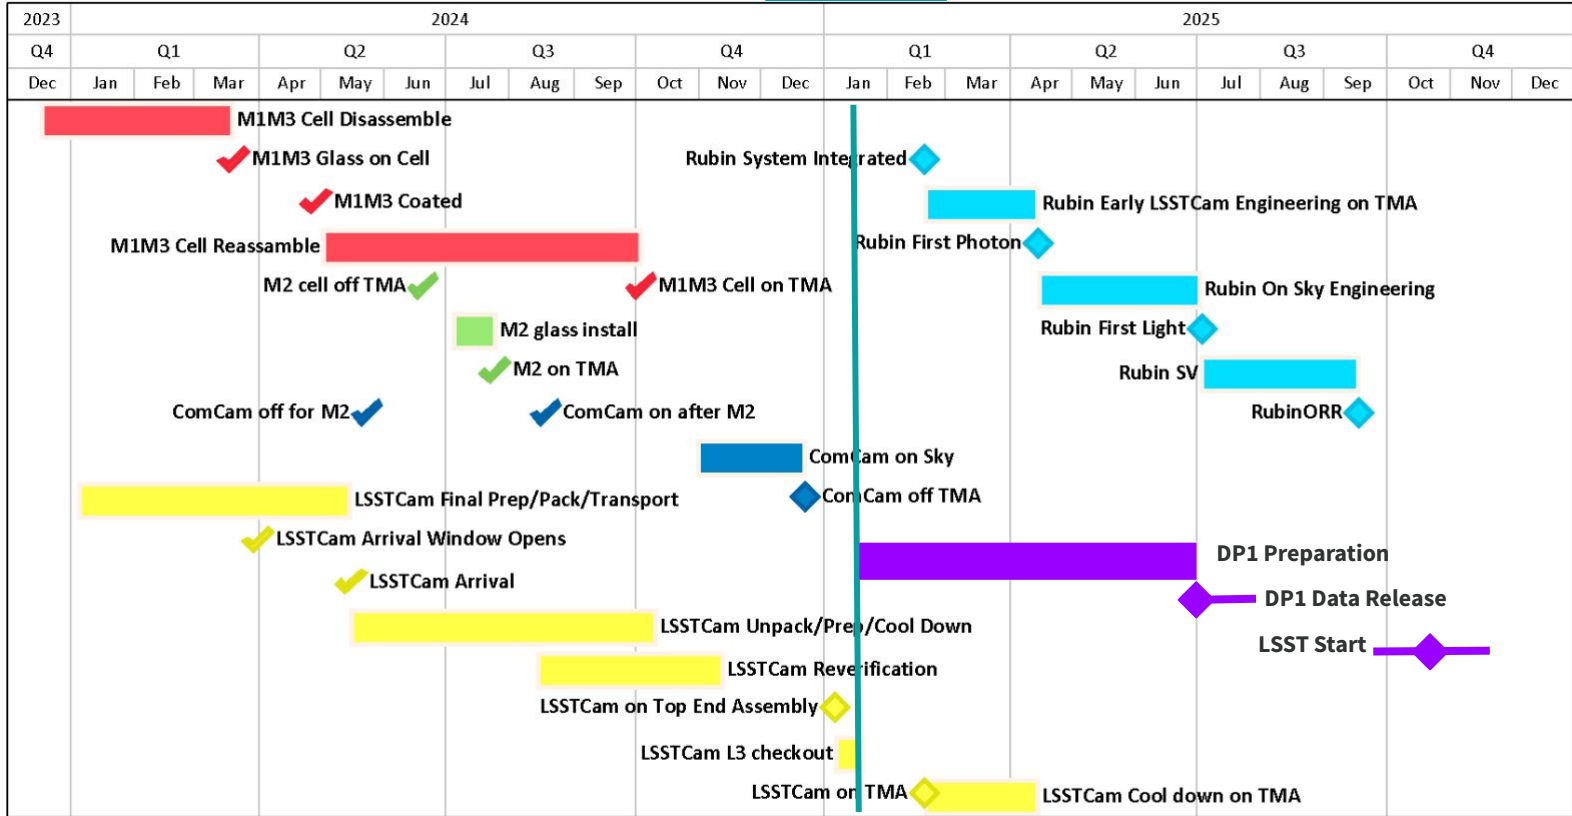 2023 2024 2025
Q4 Q1 Q2 Q3 Q4 Q1 Q2 Q3 Q4
Dec Jan Feb Mar Apr May Jun Jul Aug Sep Oct Nov Dec Jan Feb Mar Apr May Jun Jul Aug Sep Oct Nov Dec
M1M3 Cell Disassemble
M1M3 Glass on Cell
Rubin System Integrated
M1M3 Coated
Rubin Early LSSTCam Engineering on TMA
M1M3 Cell Reassamble
Rubin First Photon
M2 cell off TMA
M1M3 Cell on TMA
Rubin On Sky Engineering
M2 glass install
Rubin First Light
M2 on TMA
Rubin SV
ComCam off for M2
ComCam on after M2
RubinORR
ComCam on Sky
LSSTCam Final Prep/Pack/Transport
ComCam off TMA
LSSTCam Arrival Window Opens
DP1 Preparation
LSSTCam Arrival
DP1 Data Release
LSSTCam Unpack/Prep/Cool Down
LSST Start
LSSTCam Reverification
LSSTCam on Top End Assembly
LSSTCam L3 checkout
LSSTCam on TMA
LSSTCam Cool down on TMA